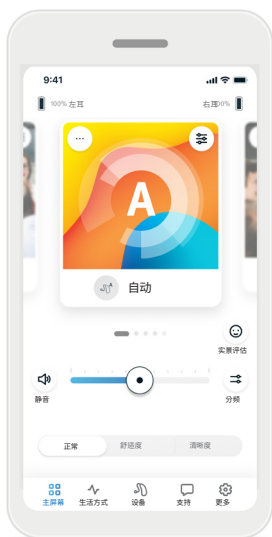 9:41
100% 左耳
右耳00%
A
自动
实景评估
静音
分频
正常 舒适度 清晰度
主屏幕 生活方式 设备 支持 更多